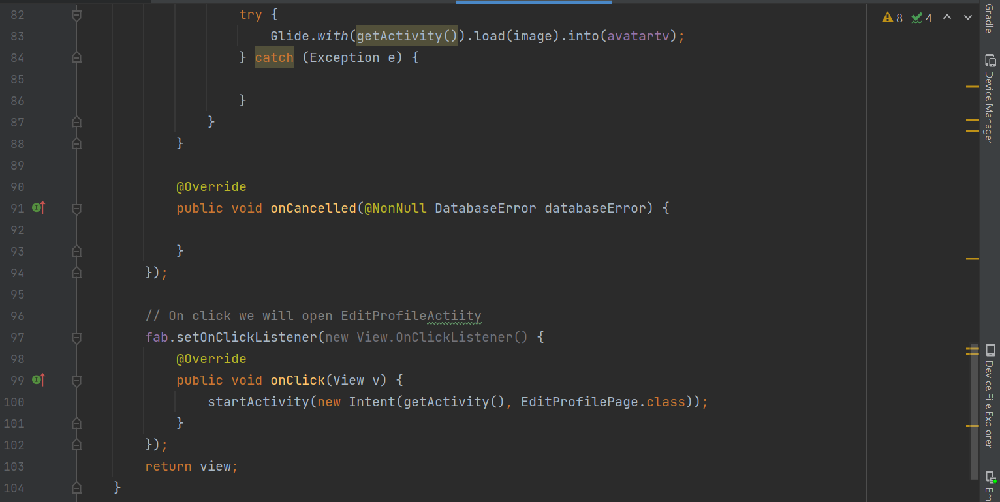 82 try {
83 Glide.with(getActivity()).load(image).into(avatartv);
84 } catch (Exception e) {
85
86 }
87 }
88 }
89
90 @Override
91 public void onCancelled(@NonNull DatabaseError databaseError) {
92
93 }
94 });
95
96 // On click we will open EditProfileActiity
97 fab.setOnClickListener(new View.OnClickListener() {
98 @Override
99 public void onClick(View v) {
100 startActivity(new Intent(getActivity(), EditProfilePage.class));
101 }
102 });
103 return view;
104 }
8 4
Gradle
Device Manager
Device File Explorer
Em